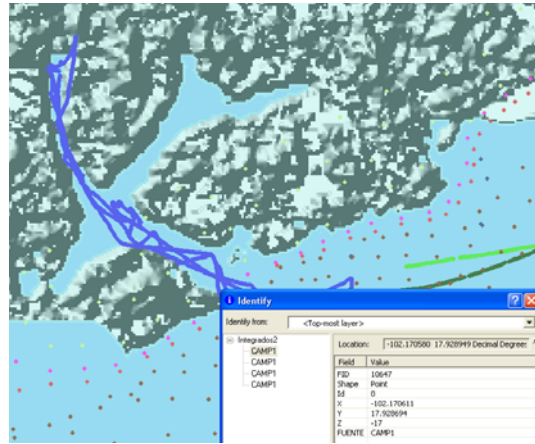 Identify
Identify from: <Top-most layer>
Integrados2
CAMP1
CAMP1
CAMP1
CAMP1
Location: -102.170580 17.928949 Decimal Degrees
Field Value
FID 10647
Shape Point
Id 0
X -102.170611
Y 17.928694
Z -17
FUENTE CAMP1